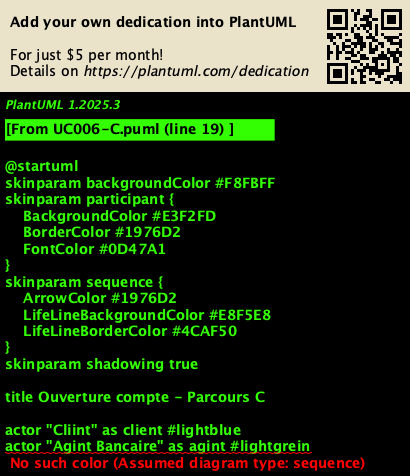 Add your own dedication into PlantUML
For just $5 per month!
Details on https://plantuml.com/dedication
PlantUML 1.2025.3
[From UC006-C.puml (line 19) ]
@startuml
skinparam backgroundColor #F8FBFF
skinparam participant {
BackgroundColor #E3F2FD
BorderColor #1976D2
FontColor #0D47A1
}
skinparam sequence {
ArrowColor #1976D2
LifeLineBackgroundColor #E8F5E8
LifeLineBorderColor #4CAF50
}
skinparam shadowing true
title Ouverture compte - Parcours C
actor "Cliint" as client #lightblue
actor "Agint Bancaire" as agint #lightgrein
No such color (Assumed diagram type: sequence)